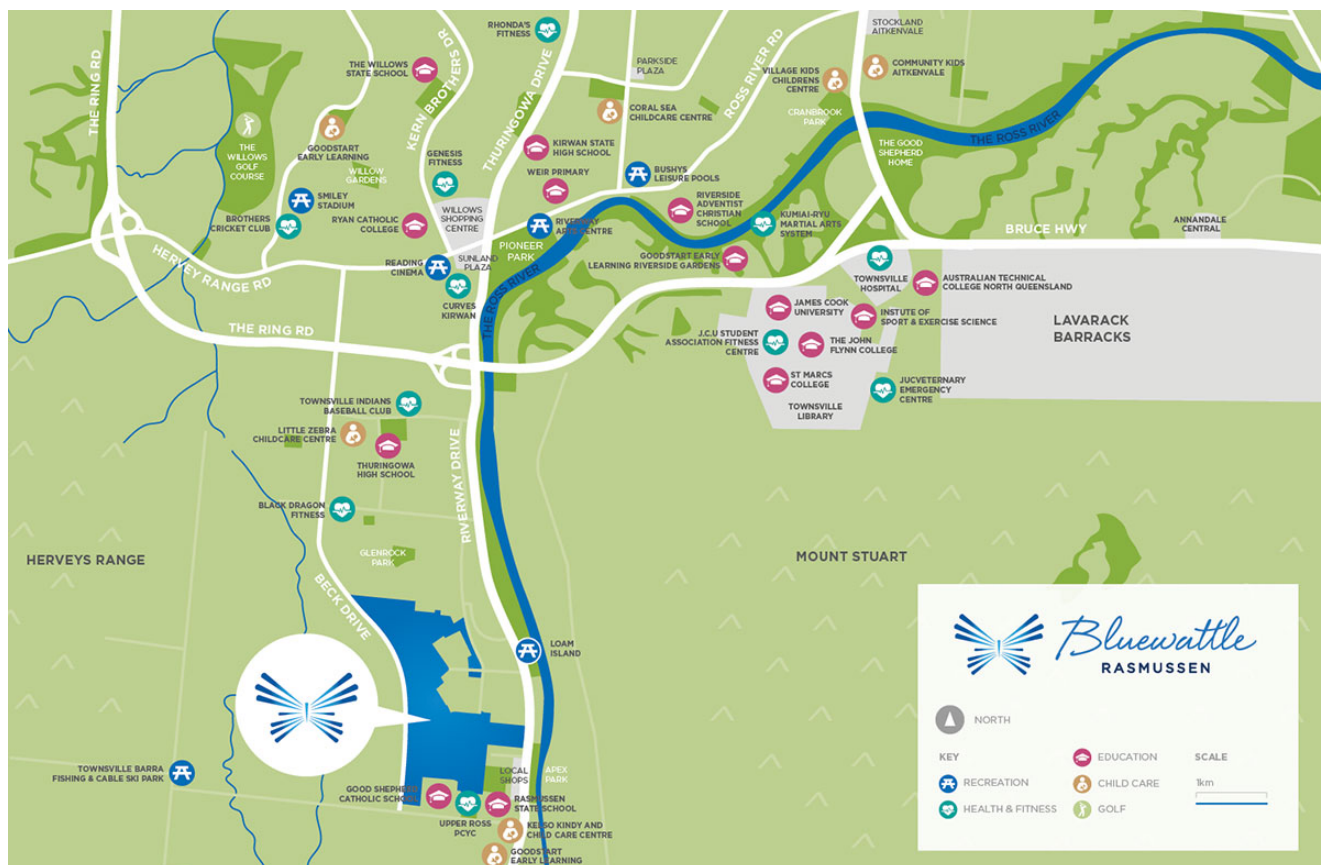 RHONDA'S
FITNESS
STOCKLAND
AITKENVALE
THE RING RD
THE WILLOWS
STATE SCHOOL
KERN BROTHERS DR
THURINGOWA DRIVE
PARKSIDE
PLAZA
ROSS RIVER RD
VILLAGE KIDS
CHILDRENS
CENTRE
COMMUNITY KIDS
AITKENVALE
CORAL SEA
CHILDCARE CENTRE
CRANBROOK
PARK
THE ROSS RIVER
THE
WILLOWS
GOLF
COURSE
GOODSTART
EARLY LEARNING
GENESIS
FITNESS
KIRWAN STATE
HIGH SCHOOL
THE GOOD
SHEPHERD
HOME
WILLOW
GARDENS
WEIR PRIMARY
BUSHYS
LEISURE POOLS
SMILEY
STADIUM
BROTHERS
CRICKET CLUB
RYAN CATHOLIC
COLLEGE
WILLOWS
SHOPPING
CENTRE
RIVERWAY
ARTS CENTRE
RIVERSIDE
ADVENTIST
CHRISTIAN
SCHOOL
KUMIAI-RYU
MARTIAL ARTS
SYSTEM
ANNANDALE
CENTRAL
BRUCE HWY
HERVEY RANGE RD
READING
CINEMA
SUNLAND
PLAZA
PIONEER
PARK
GOODSTART EARLY
LEARNING RIVERSIDE GARDENS
CURVES
KIRWAN
THE ROSS RIVER
TOWNSVILLE
HOSPITAL
AUSTRALIAN TECHNICAL
COLLEGE NORTH QUEENSLAND
THE RING RD
JAMES COOK
UNIVERSITY
INSTUTE OF
SPORT & EXERCISE SCIENCE
LAVARACK
BARRACKS
J.C.U STUDENT
ASSOCIATION FITNESS
CENTRE
THE JOHN
FLYNN COLLEGE
ST MARCS
COLLEGE
JUCVETERNARY
EMERGENCY
CENTRE
TOWNSVILLE
LIBRARY
TOWNSVILLE INDIANS
BASEBALL CLUB
LITTLE ZEBRA
CHILDCARE CENTRE
THURINGOWA
HIGH SCHOOL
RIVERWAY DRIVE
BLACK DRAGON
FITNESS
GLENROCK
PARK
HERVEYS RANGE
MOUNT STUART
BECK DRIVE
LOAM
ISLAND
TOWNSVILLE BARRA
FISHING & CABLE SKI PARK
LOCAL
SHOPS
APEX
PARK
GOOD SHEPHERD
CATHOLIC SCHOOL
UPPER ROSS
PCYC
RASMUSSEN
STATE SCHOOL
KELSO KINDY AND
CHILD CARE CENTRE
GOODSTART
EARLY LEARNING
Bluewattle
RASMUSSEN
NORTH
KEY
RECREATION
HEALTH & FITNESS
EDUCATION
CHILD CARE
GOLF
SCALE
1km